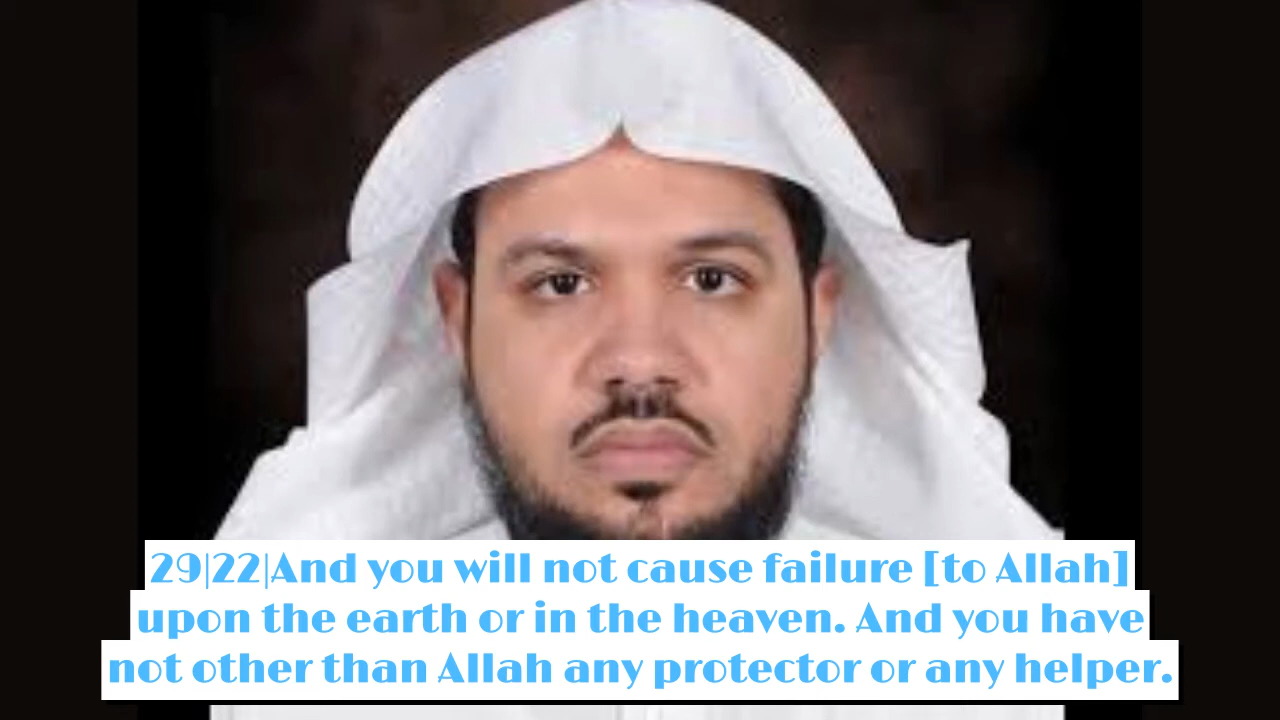 29|22|And you will not cause failure [to Allah]
upon the earth or in the heaven. And you have
not other than Allah any protector or any helper.